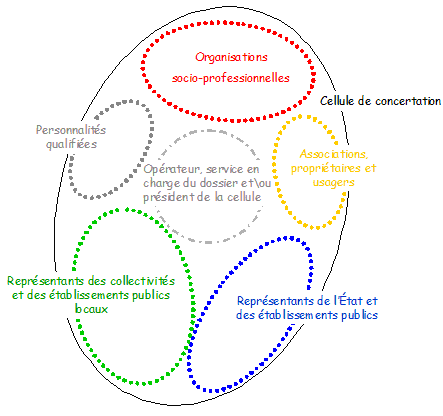 Organisations
socio-professionnelles
Cellule de concertation
Personnalités
qualifiées
Associations,
propriétaires et
usagers
Opérateur, service en
charge du dossier et\ou
président de la cellule
Représentants des collectivités
et des établissements publics
locaux
Représentants de l'État et
des établissements publics